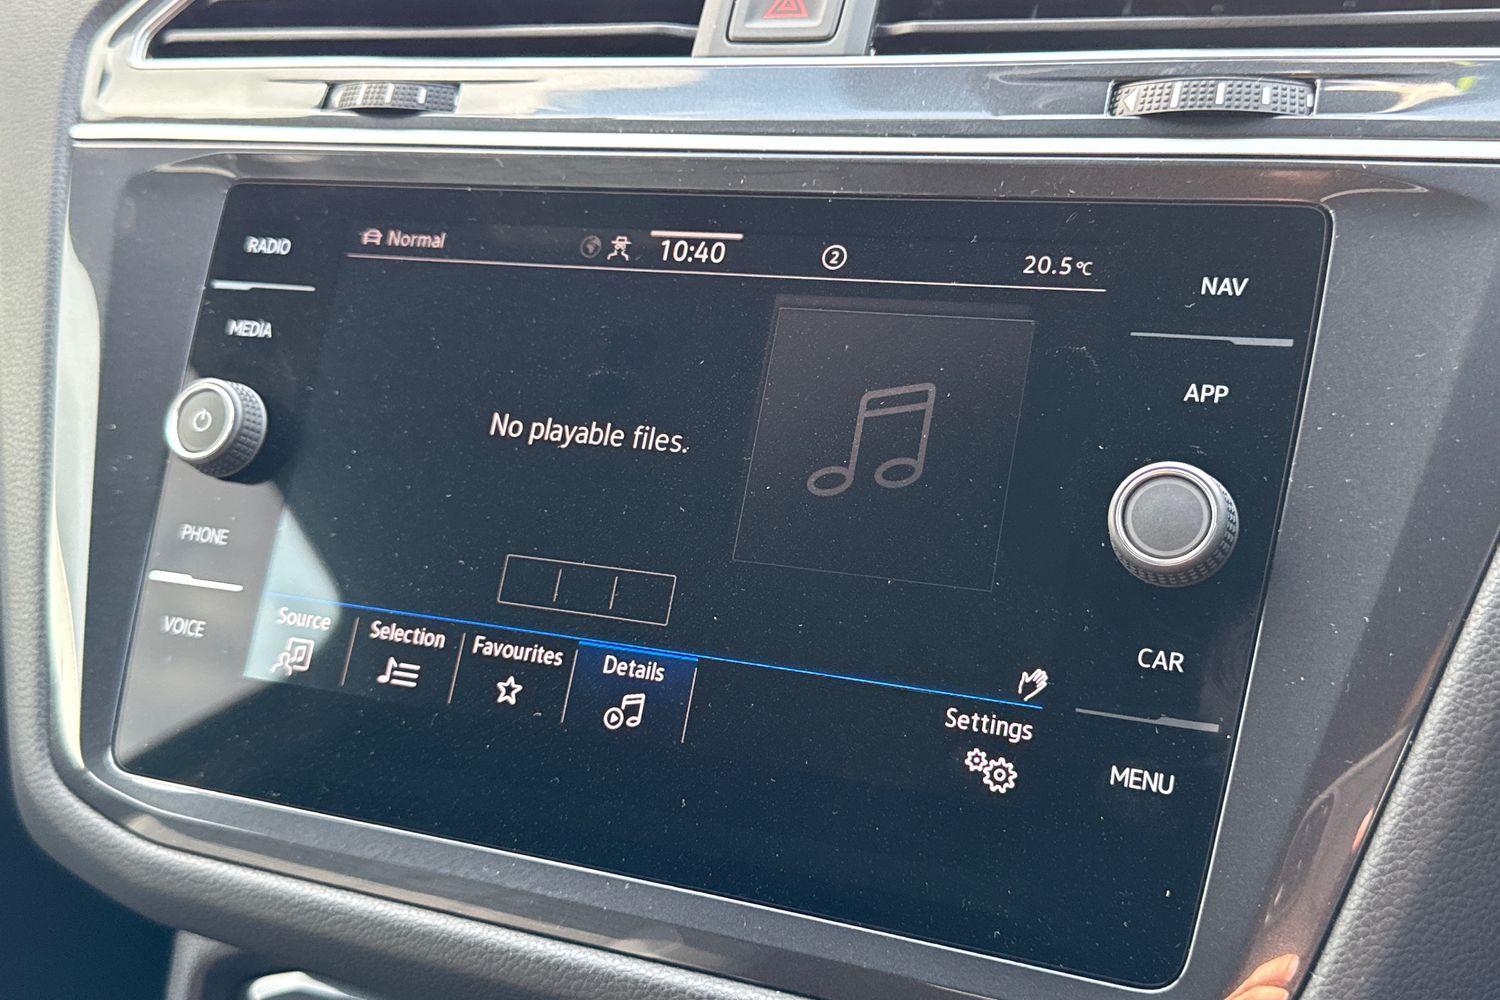 RADIO
MEDIA
PHONE
VOICE
Normal
10:40
2
20.5°C
No playable files.
Source
Selection
Favourites
Details
Settings
NAV
APP
CAR
MENU